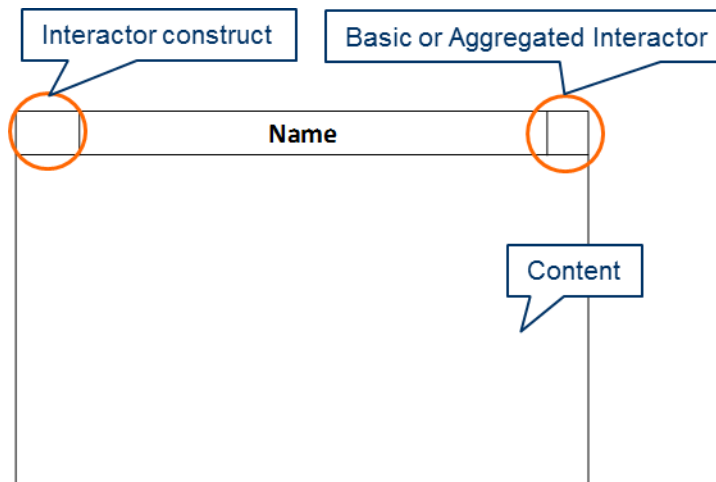 Interactor construct
Basic or Aggregated Interactor
Name
Content